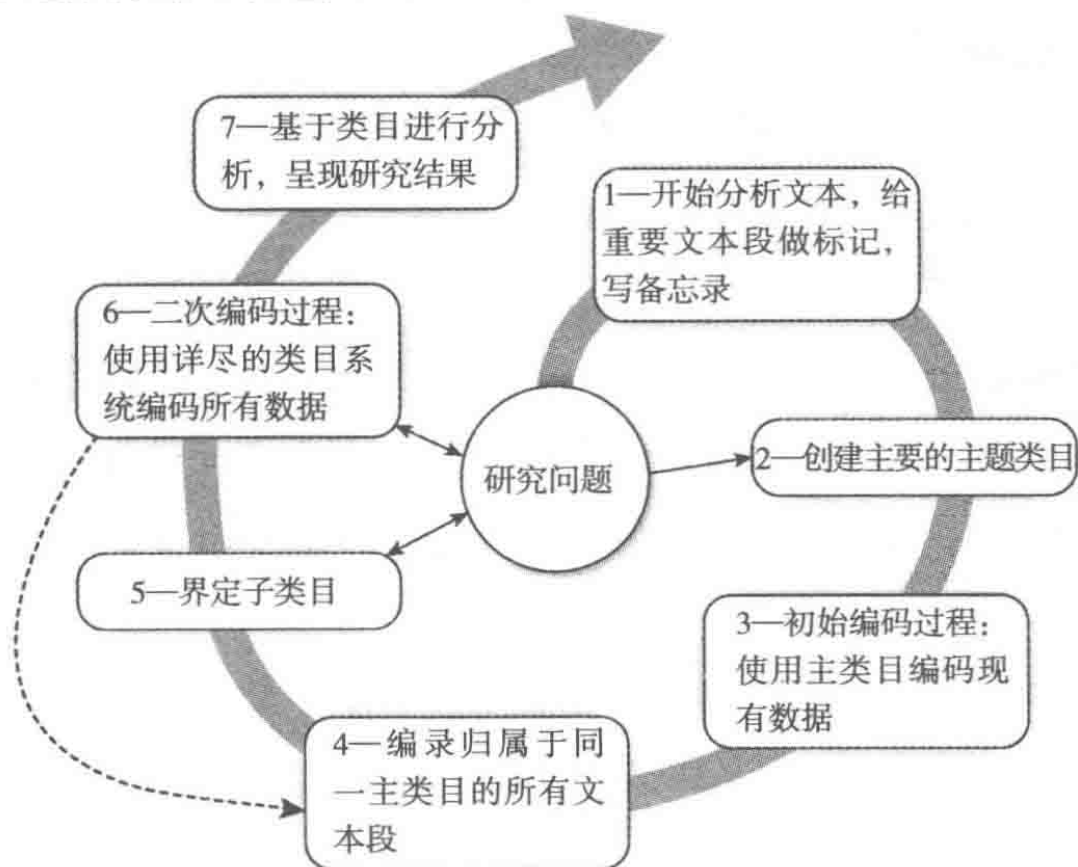 7—基于类目进行分
析，呈现研究结果
1—开始分析文本，给
重要文本段做标记，
写备忘录
6—二次编码过程：
使用详尽的类目系
统编码所有数据
研究问题
2—创建主要的主题类目
5—界定子类目
3—初始编码过程：
使用主类目编码现
有数据
4—编录归属于同
一主类目的所有文
本段